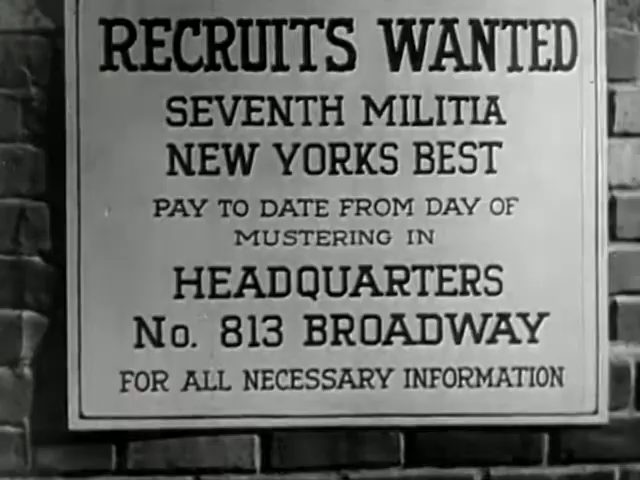 RECRUITS WANTED
SEVENTH MILITIA
NEW YORKS BEST
PAY TO DATE FROM DAY OF
MUSTERING IN
HEADQUARTERS
No. 813 BROADWAY
FOR ALL NECESSARY INFORMATION